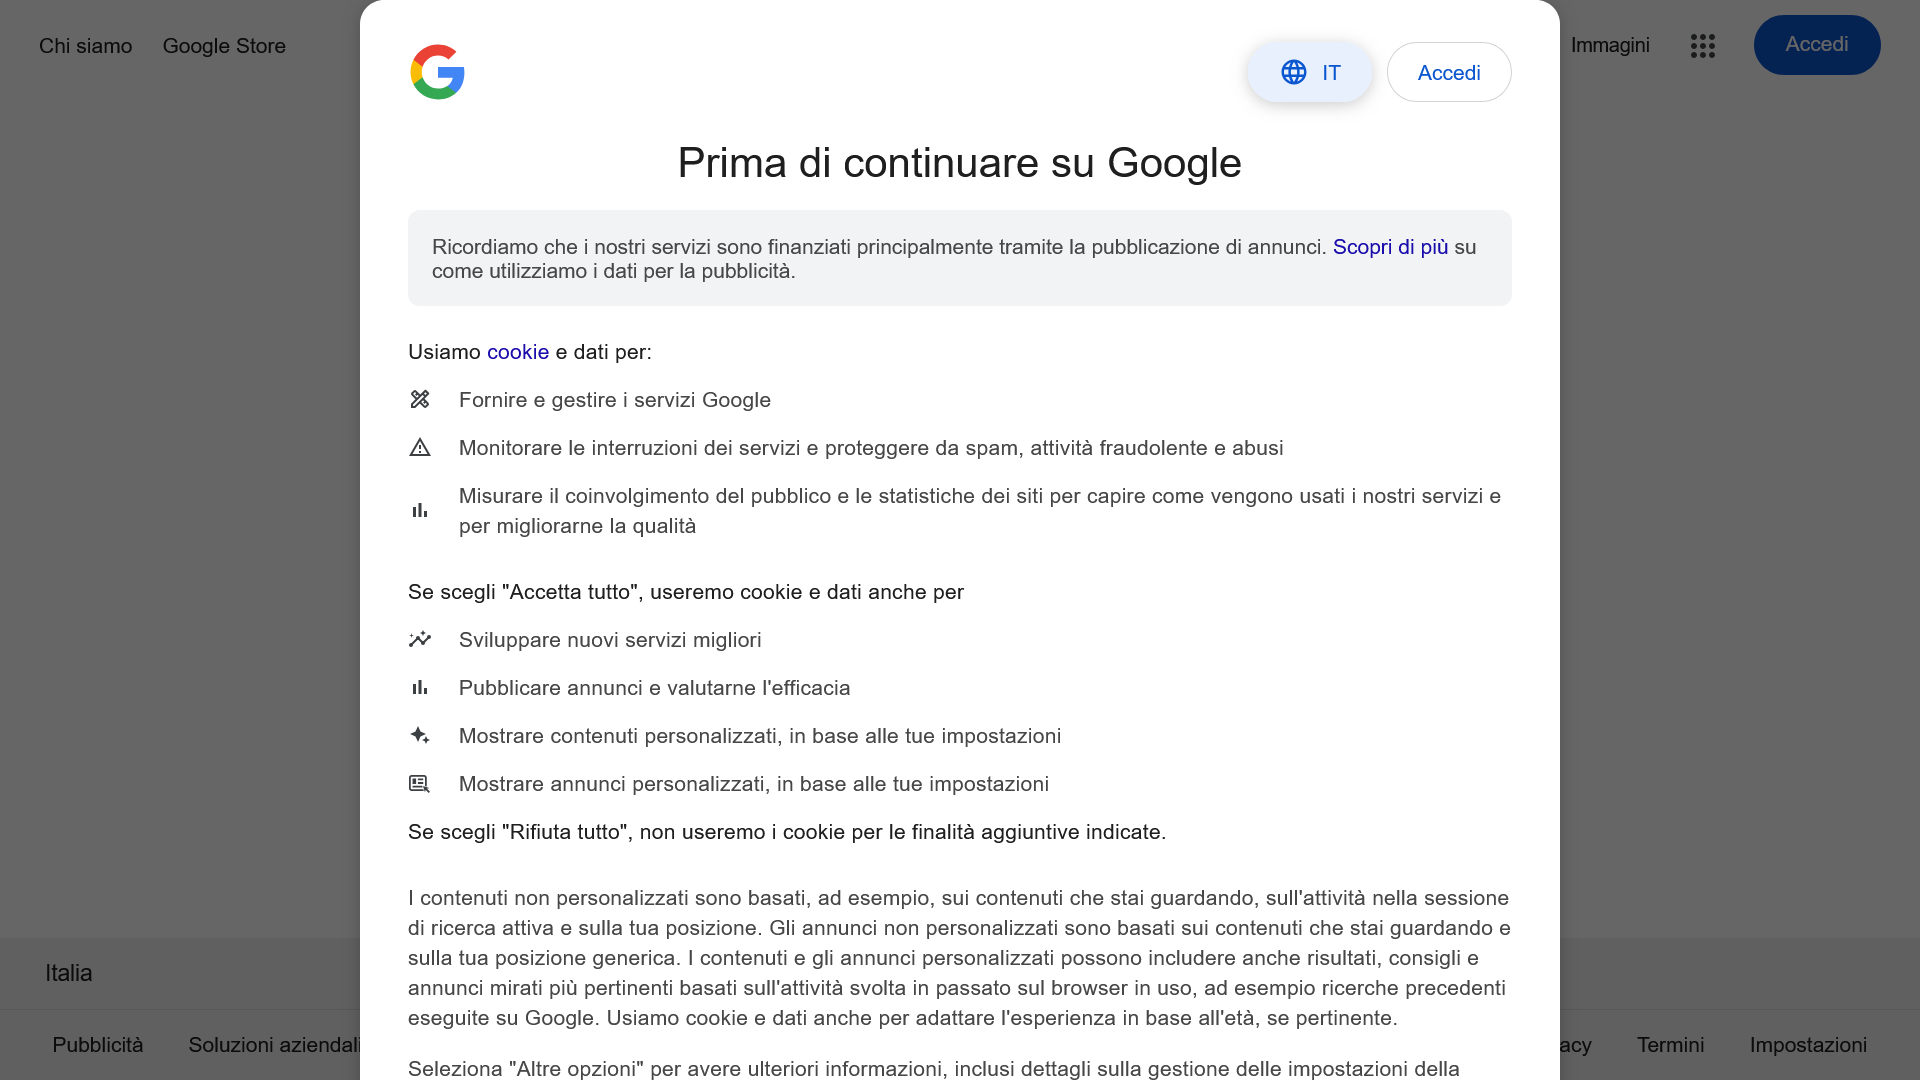 Chi siamo
Google Store
Immagini
Accedi
IT
Accedi
Prima di continuare su Google
Ricordiamo che i nostri servizi sono finanziati principalmente tramite la pubblicazione di annunci. Scopri di più su
come utilizziamo i dati per la pubblicità.
Usiamo cookie e dati per:
Fornire e gestire i servizi Google
Monitorare le interruzioni dei servizi e proteggere da spam, attività fraudolente e abusi
Misurare il coinvolgimento del pubblico e le statistiche dei siti per capire come vengono usati i nostri servizi e
per migliorarne la qualità
Se scegli "Accetta tutto", useremo cookie e dati anche per
Sviluppare nuovi servizi migliori
Pubblicare annunci e valutarne l'efficacia
Mostrare contenuti personalizzati, in base alle tue impostazioni
Mostrare annunci personalizzati, in base alle tue impostazioni
Se scegli "Rifiuta tutto", non useremo i cookie per le finalità aggiuntive indicate.
I contenuti non personalizzati sono basati, ad esempio, sui contenuti che stai guardando, sull'attività nella sessione
di ricerca attiva e sulla tua posizione. Gli annunci non personalizzati sono basati sui contenuti che stai guardando e
sulla tua posizione generica. I contenuti e gli annunci personalizzati possono includere anche risultati, consigli e
annunci mirati più pertinenti basati sull'attività svolta in passato sul browser in uso, ad esempio ricerche precedenti
eseguite su Google. Usiamo cookie e dati anche per adattare l'esperienza in base all'età, se pertinente.
Seleziona "Altre opzioni" per avere ulteriori informazioni, inclusi dettagli sulla gestione delle impostazioni della
Italia
Pubblicità
Soluzioni aziendali
acy
Termini
Impostazioni